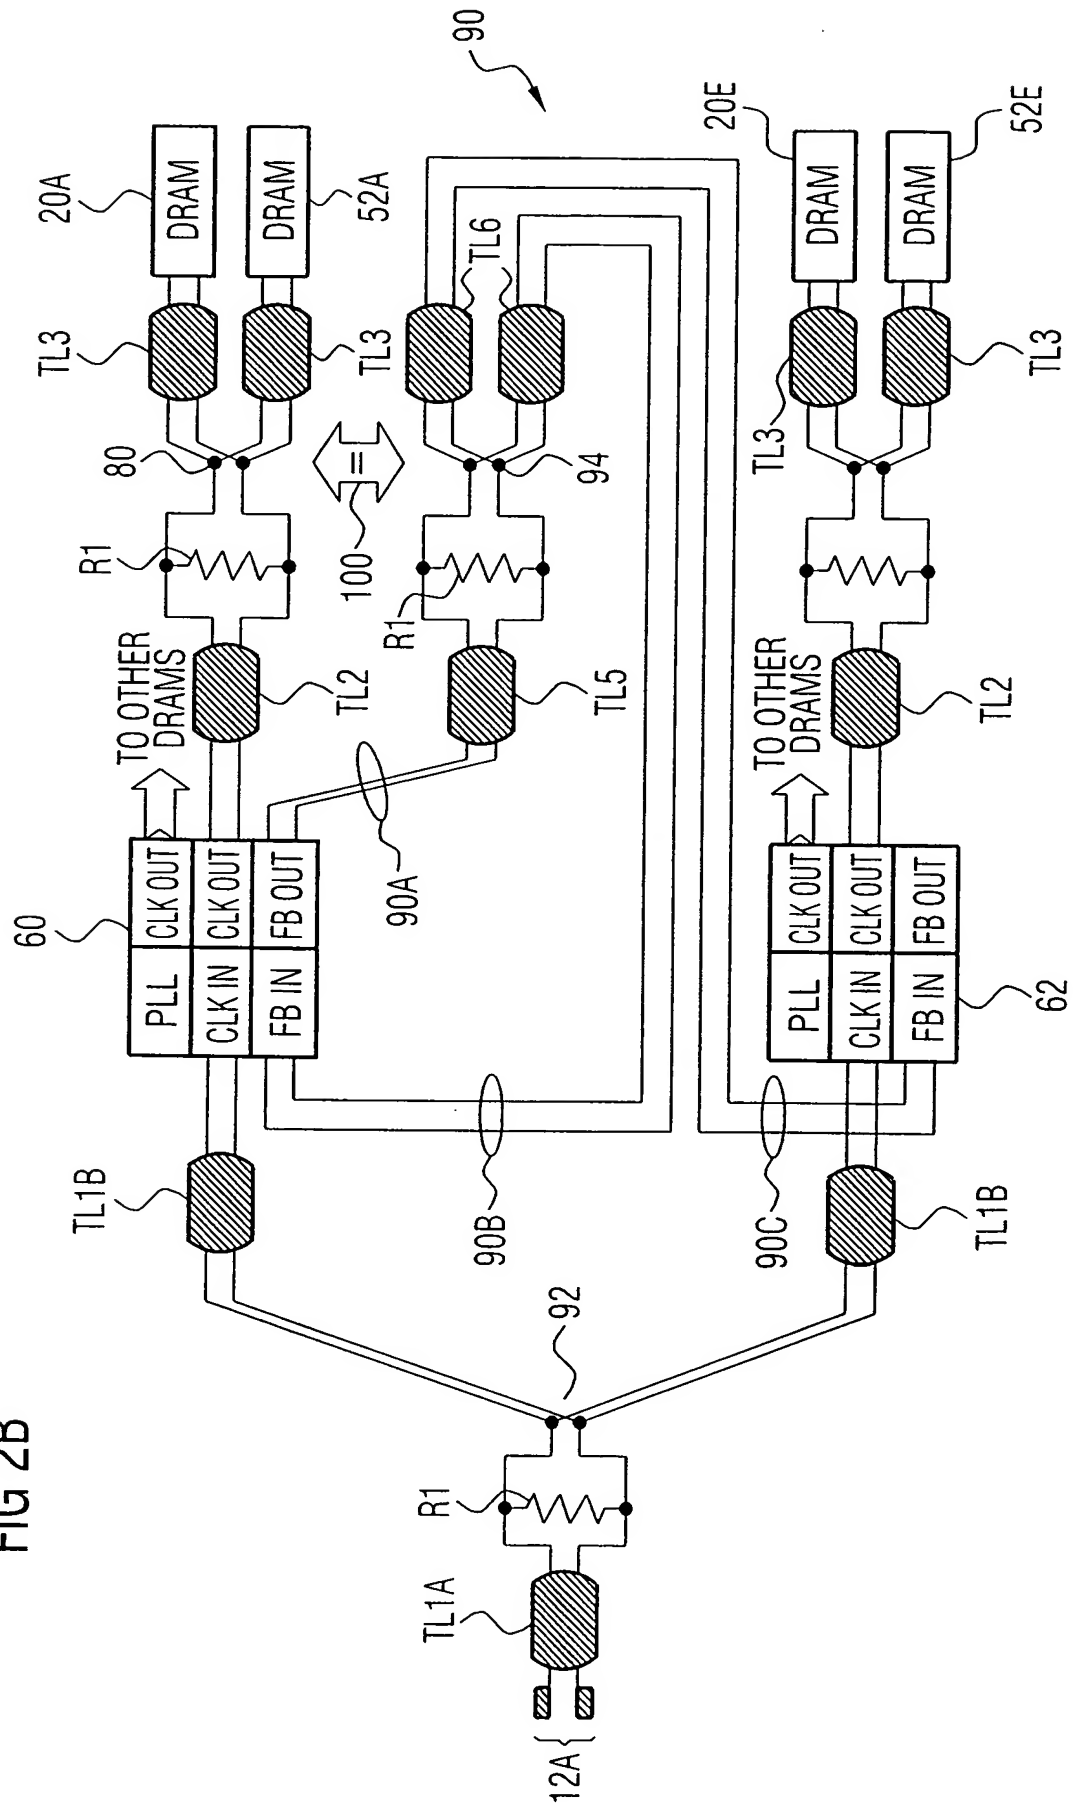 FIG 2B
90
20A
DRAM
DRAM
52A
TL3
TL3
TL6
80
94
100
R1
R1
TO OTHER
DRAMS
TL2
TL5
60
PLL
CLK OUT
CLK IN
CLK OUT
FB IN
FB OUT
90A
90B
90C
TL1B
92
R1
TL1A
12A
20E
DRAM
DRAM
52E
TL3
TL3
TO OTHER
DRAMS
TL2
PLL
CLK OUT
CLK IN
CLK OUT
FB IN
FB OUT
62
TL1B